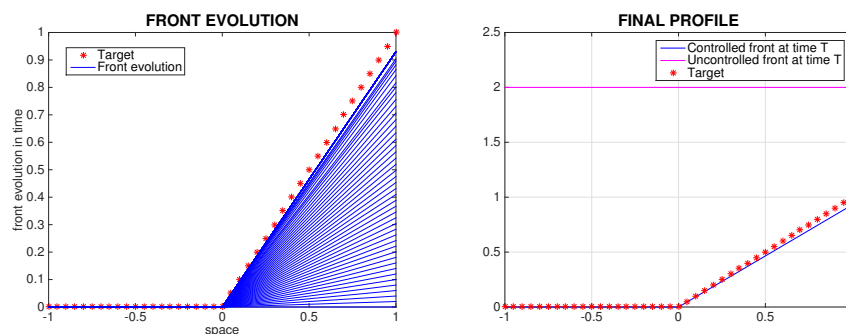 FRONT EVOLUTION
1
0.9
0.8
0.7
0.6
0.5
0.4
0.3
0.2
0.1
0
front evolution in time
Target
Front evolution
-1
-0.5
0
0.5
1
space
FINAL PROFILE
2.5
2
1.5
1
0.5
0
Controlled front at time T
Uncontrolled front at time T
Target
-1
-0.5
0
0.5